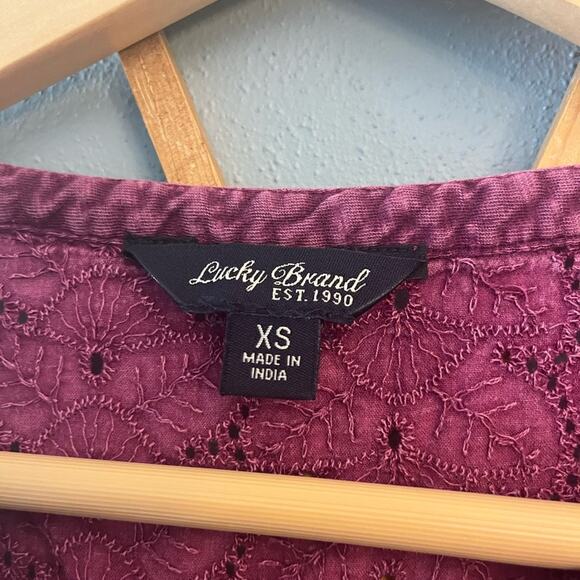 Lucky Brand
EST. 1990
XS
MADE IN
INDIA